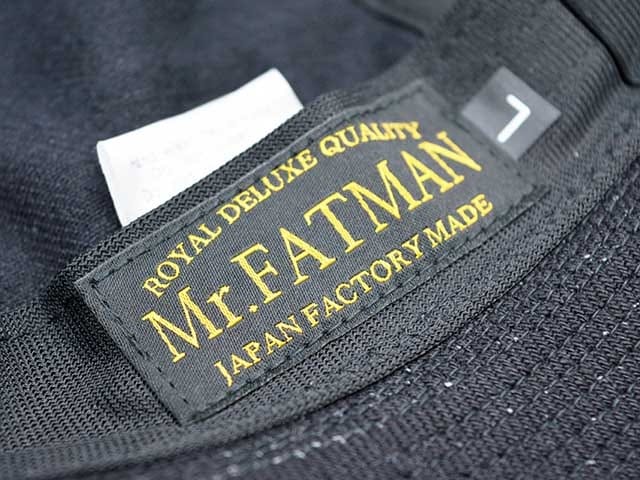 ROYAL DELUXE QUALITY
Mr.FATMAN
JAPAN FACTORY MADE
L